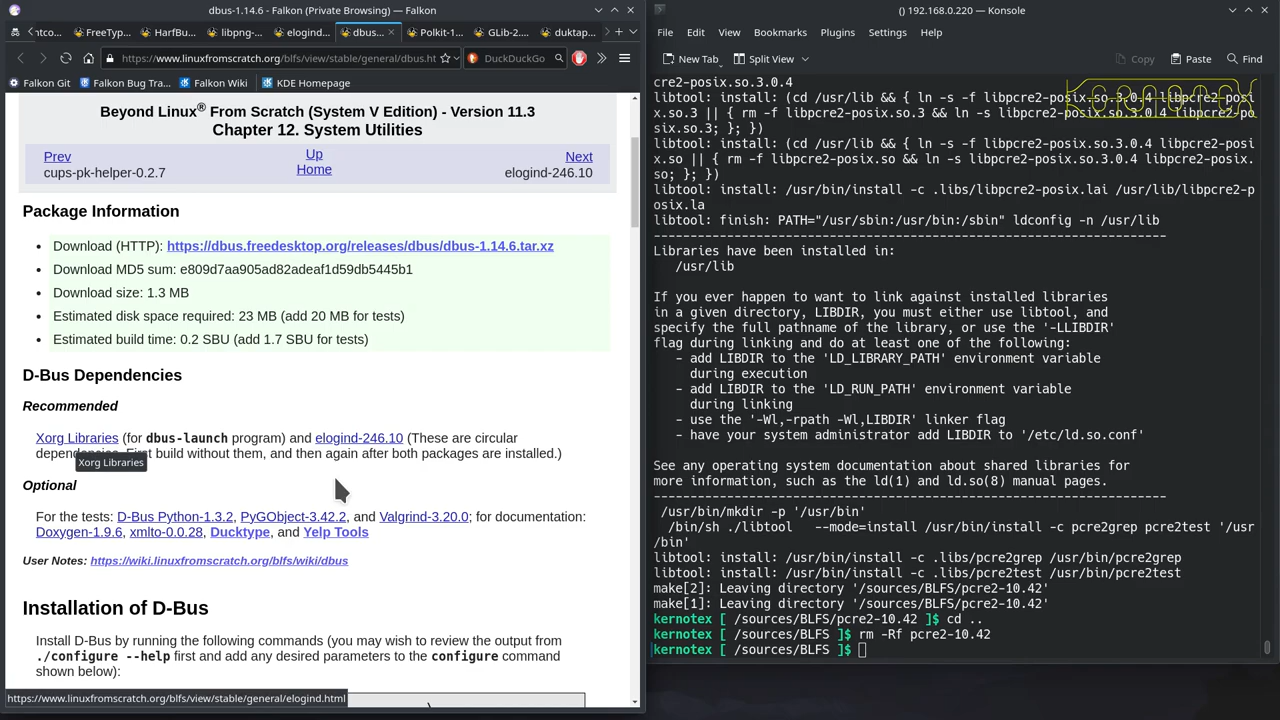 dbus-1.14.6 - Falkon (Private Browsing) — Falkon
ntco...
FreeTyp...
HarfBuz...
libpng-...
elogind...
dbus...
Polkit-1...
GLib-2....
duktap...
https://www.linuxfromscratch.org/blfs/view/stable/general/dbus.ht
DuckDuckGo
Falkon Git
Falkon Bug Tra...
Falkon Wiki
KDE Homepage
Beyond Linux® From Scratch (System V Edition) - Version 11.3
Chapter 12. System Utilities
Prev
Up
Next
cups-pk-helper-0.2.7
Home
elogind-246.10
Package Information
• Download (HTTP): https://dbus.freedesktop.org/releases/dbus/dbus-1.14.6.tar.xz
• Download MD5 sum: e809d7aa905ad82adeaf1d59db5445b1
• Download size: 1.3 MB
• Estimated disk space required: 23 MB (add 20 MB for tests)
• Estimated build time: 0.2 SBU (add 1.7 SBU for tests)
D-Bus Dependencies
Recommended
Xorg Libraries (for dbus-launch program) and elogind-246.10 (These are circular
dependencies. First build without them, and then again after both packages are installed.)
Xorg Libraries
Optional
For the tests: D-Bus Python-1.3.2, PyGObject-3.42.2, and Valgrind-3.20.0; for documentation:
Doxygen-1.9.6, xmlto-0.0.28, Ducktype, and Yelp Tools
User Notes: https://wiki.linuxfromscratch.org/blfs/wiki/dbus
Installation of D-Bus
Install D-Bus by running the following commands (you may wish to review the output from
./configure --help first and add any desired parameters to the configure command
shown below):
https://www.linuxfromscratch.org/blfs/view/stable/general/elogind.html
() 192.168.0.220 — Konsole
File Edit View Bookmarks Plugins Settings Help
New Tab
Split View
Copy
Paste
Find
cre2-posix.so.3.0.4
libtool: install: (cd /usr/lib && { ln -s -f libpcre2-posix.so.3.0.4 libpcre2-posi
x.so.3 || { rm -f libpcre2-posix.so.3 && ln -s libpcre2-posix.so.3.0.4 libpcre2-po
six.so.3; }; })
libtool: install: (cd /usr/lib && { ln -s -f libpcre2-posix.so.3.0.4 libpcre2-posi
x.so || { rm -f libpcre2-posix.so && ln -s libpcre2-posix.so.3.0.4 libpcre2-posix.
so; }; })
libtool: install: /usr/bin/install -c .libs/libpcre2-posix.lai /usr/lib/libpcre2-p
osix.la
libtool: finish: PATH="/usr/sbin:/usr/bin:/sbin" ldconfig -n /usr/lib
----------------------------------------------------------------------
Libraries have been installed in:
/usr/lib
If you ever happen to want to link against installed libraries
in a given directory, LIBDIR, you must either use libtool, and
specify the full pathname of the library, or use the '-LLIBDIR'
flag during linking and do at least one of the following:
- add LIBDIR to the 'LD_LIBRARY_PATH' environment variable
during execution
- add LIBDIR to the 'LD_RUN_PATH' environment variable
during linking
- use the '-Wl,-rpath -Wl,LIBDIR' linker flag
- have your system administrator add LIBDIR to '/etc/ld.so.conf'
See any operating system documentation about shared libraries for
more information, such as the ld(1) and ld.so(8) manual pages.
----------------------------------------------------------------------
/usr/bin/mkdir -p '/usr/bin'
/bin/sh ./libtool --mode=install /usr/bin/install -c pcre2grep pcre2test '/usr
/bin'
libtool: install: /usr/bin/install -c .libs/pcre2grep /usr/bin/pcre2grep
libtool: install: /usr/bin/install -c .libs/pcre2test /usr/bin/pcre2test
make[2]: Leaving directory '/sources/BLFS/pcre2-10.42'
make[1]: Leaving directory '/sources/BLFS/pcre2-10.42'
kernotex [ /sources/BLFS/pcre2-10.42 ]$ cd ..
kernotex [ /sources/BLFS ]$ rm -Rf pcre2-10.42
kernotex [ /sources/BLFS ]$